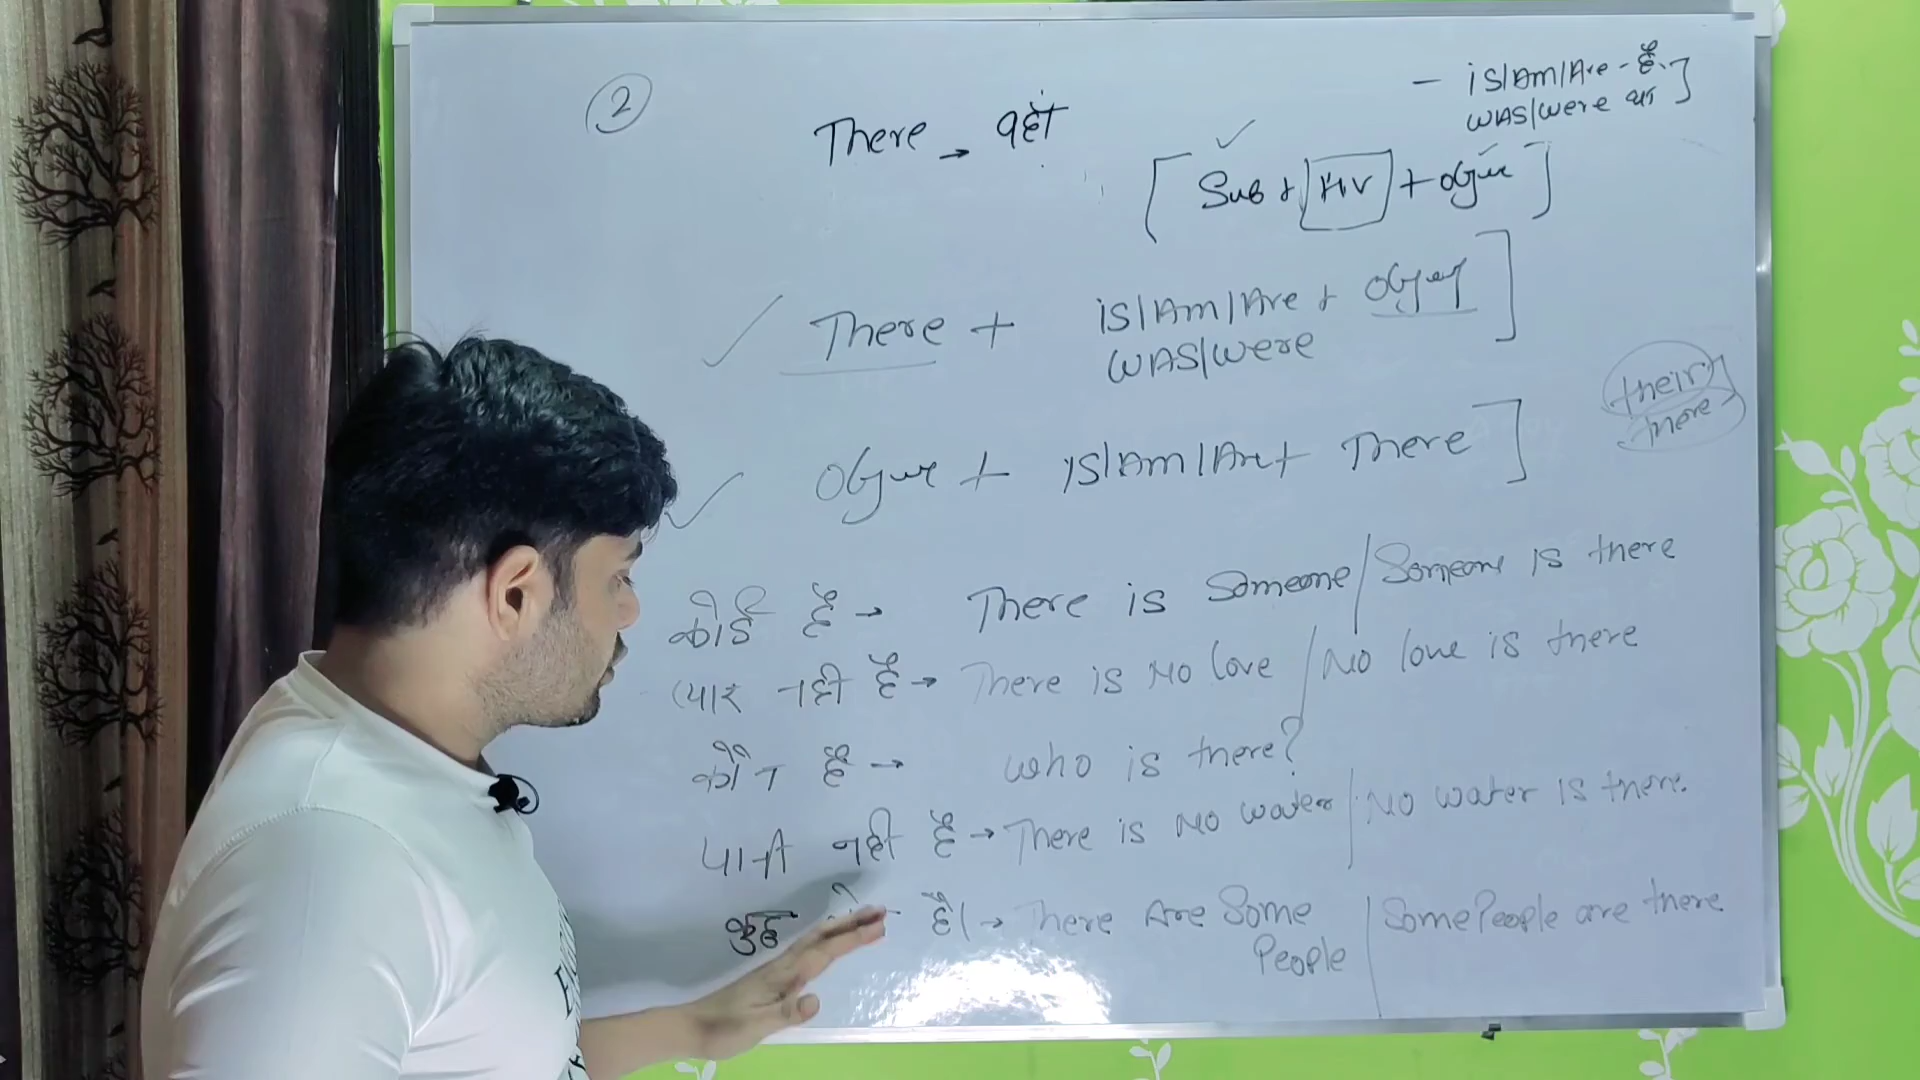 2
There → वहाँ
- is/Am/Are - है.
WAS/were था
[ Sub + HV + object ]
There + is/Am/Are + object
WAS/were
their
there
object + is/Am/Are + There
कोई है → There is Someone / Someone is there
प्यार नही है → There is No love / No love is there
कौन है → who is there?
पानी नही है → There is No water / No water is there.
कुछ है। → There Are Some People / Some People are there